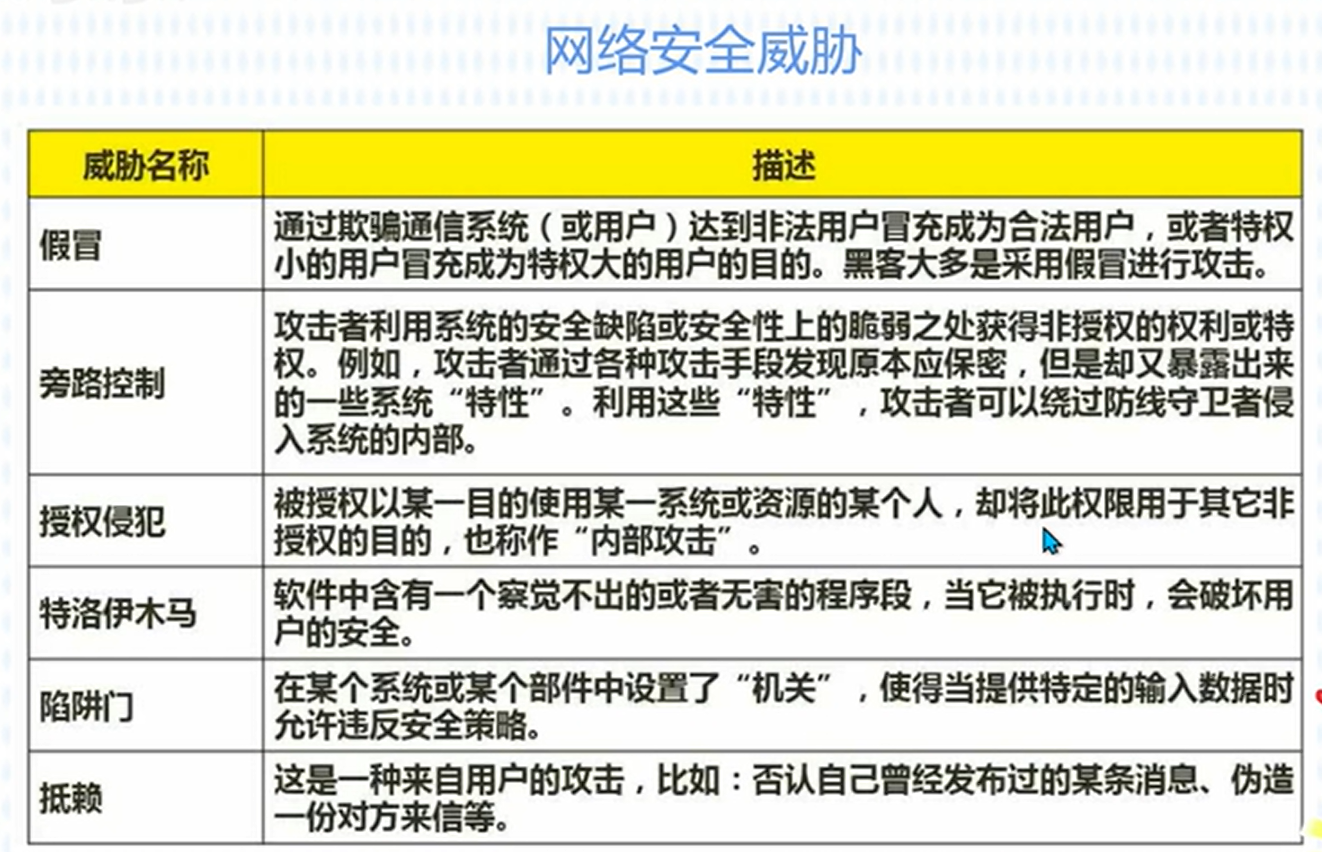 网络安全威胁
威胁名称
描述
假冒
通过欺骗通信系统（或用户）达到非法用户冒充成为合法用户，或者特权
小的用户冒充成为特权大的用户的目的。黑客大多是采用假冒进行攻击。
旁路控制
攻击者利用系统的安全缺陷或安全性上的脆弱之处获得非授权的权利或特
权。例如，攻击者通过各种攻击手段发现原本应保密，但是却又暴露出来
的一些系统“特性”。利用这些“特性”，攻击者可以绕过防线守卫者侵
入系统的内部。
授权侵犯
被授权以某一目的使用某一系统或资源的某个人，却将此权限用于其它非
授权的目的，也称作“内部攻击”。
特洛伊木马
软件中含有一个察觉不出的或者无害的程序段，当它被执行时，会破坏用
户的安全。
陷阱门
在某个系统或某个部件中设置了“机关”，使得当提供特定的输入数据时
允许违反安全策略。
抵赖
这是一种来自用户的攻击，比如：否认自己曾经发布过的某条消息、伪造
一份对方来信等。